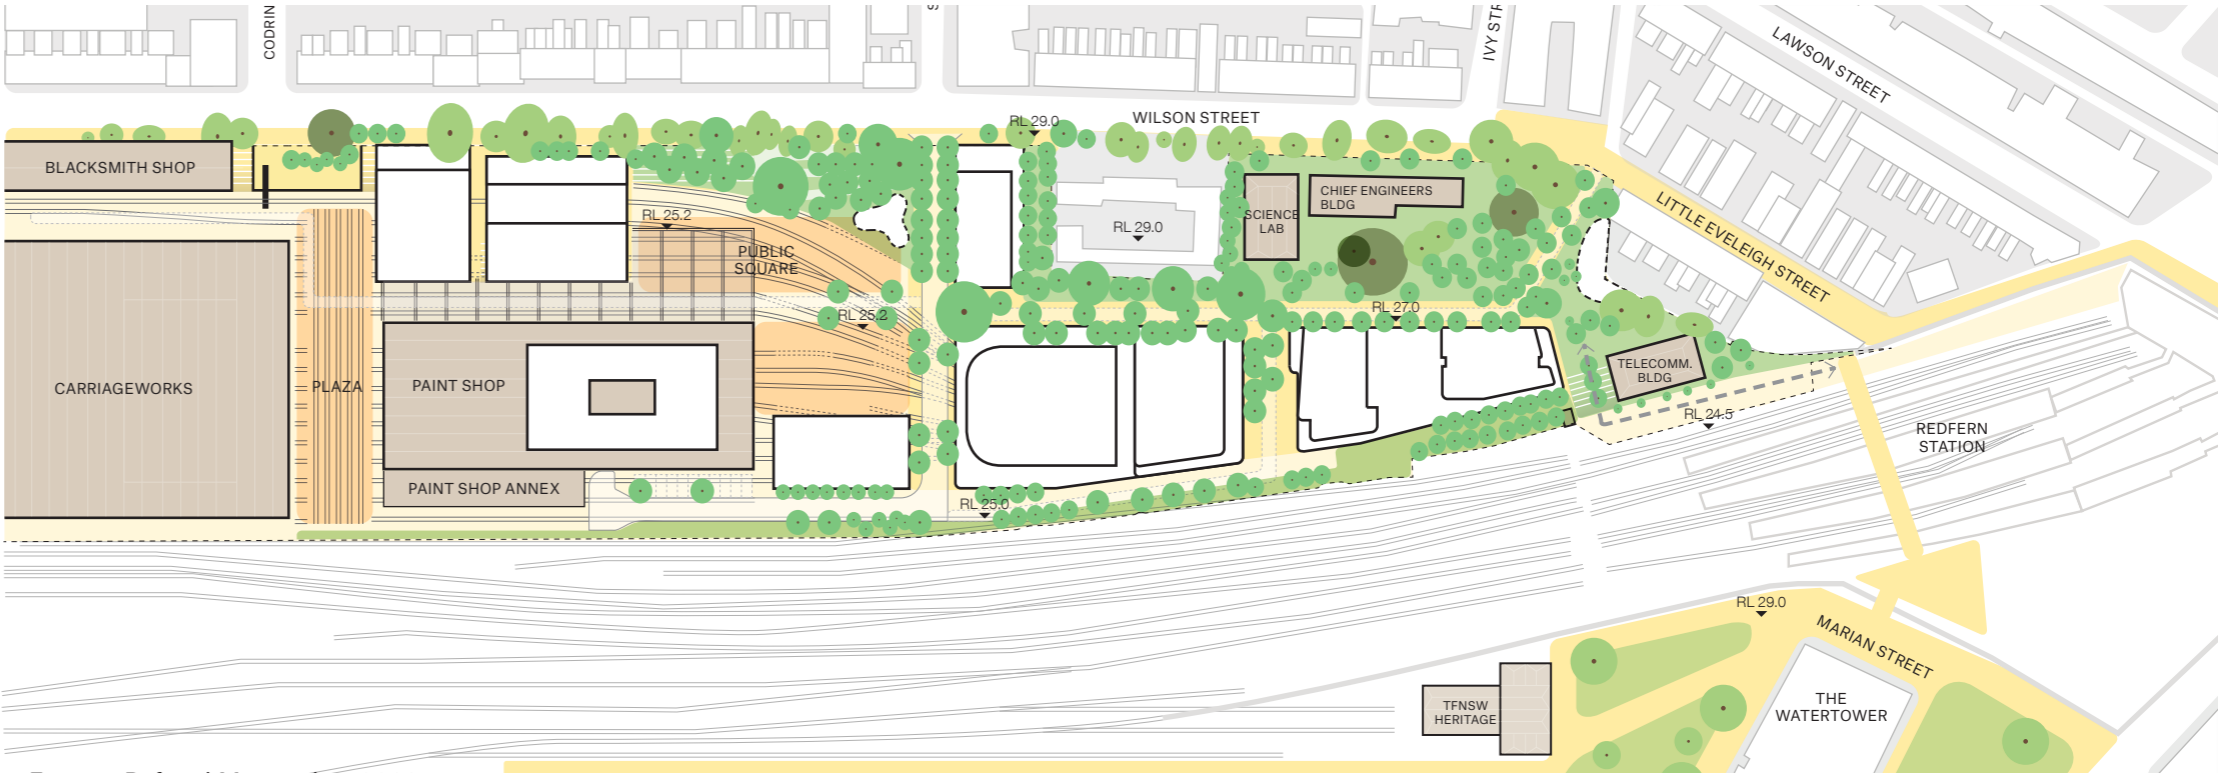 WILSON STREET
LAWSON STREET
LITTLE EVELEIGH STREET
RL 29.0
BLACKSMITH SHOP
CHIEF ENGINEERS
BLDG
SCIENCE
LAB
RL 25.2
RL 29.0
PUBLIC
SQUARE
RL 25.2
RL 27.0
CARRIAGEWORKS
PLAZA
PAINT SHOP
TELECOMM.
BLDG
RL 24.5
REDFERN
STATION
PAINT SHOP ANNEX
RL 25.0
RL 29.0
MARIAN STREET
TFNSW
HERITAGE
THE
WATERTOWER